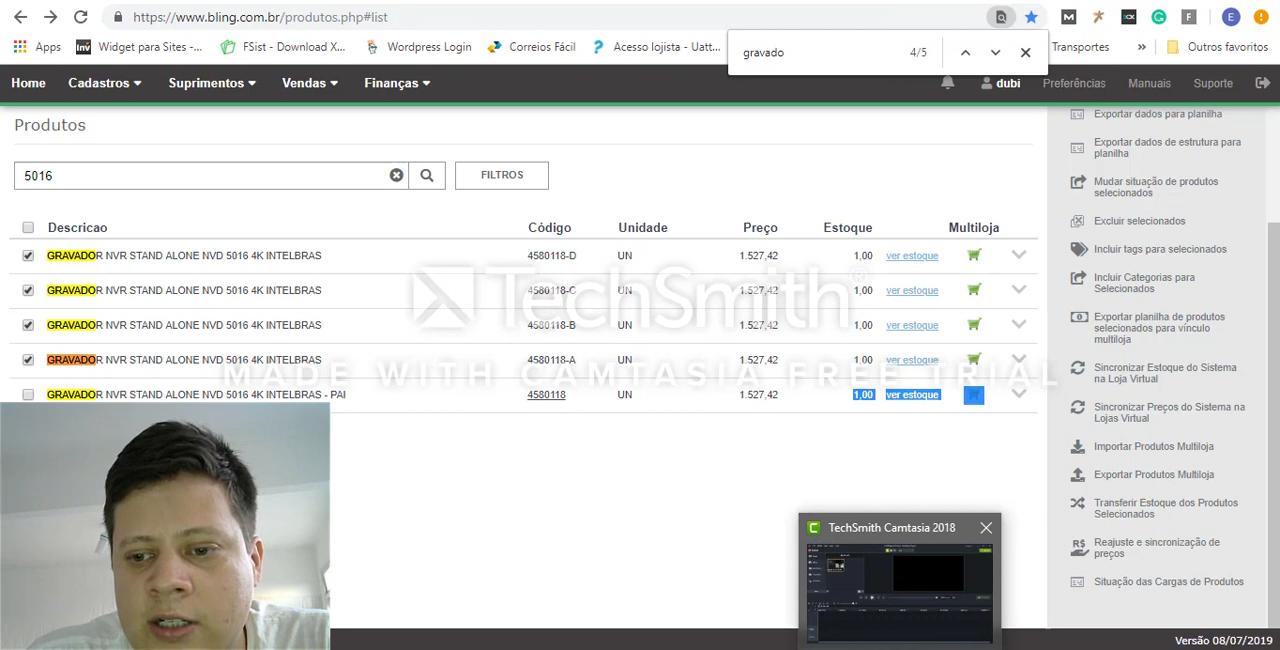 https://www.bling.com.br/produtos.php#list
Apps Widget para Sites -... FSist - Download X... Wordpress Login Correios Fácil Acesso lojista - Uatt... Transportes » Outros favoritos
gravado 4/5
Home Cadastros Suprimentos Vendas Finanças dubi Preferências Manuais Suporte
Produtos
5016 FILTROS
Descricao Código Unidade Preço Estoque Multiloja
GRAVADOR NVR STAND ALONE NVD 5016 4K INTELBRAS 4580118-D UN 1.527,42 1,00 ver estoque
GRAVADOR NVR STAND ALONE NVD 5016 4K INTELBRAS 4580118-C UN 1.527,42 1,00 ver estoque
GRAVADOR NVR STAND ALONE NVD 5016 4K INTELBRAS 4580118-B UN 1.527,42 1,00 ver estoque
GRAVADOR NVR STAND ALONE NVD 5016 4K INTELBRAS 4580118-A UN 1.527,42 1,00 ver estoque
GRAVADOR NVR STAND ALONE NVD 5016 4K INTELBRAS - PAI 4580118 UN 1.527,42 1,00 ver estoque
TechSmith®
MADE WITH CAMTASIA FREE TRIAL
Exportar dados para planilha
Exportar dados de estrutura para
planilha
Mudar situação de produtos
selecionados
Excluir selecionados
Incluir tags para selecionados
Incluir Categorias para
Selecionados
Exportar planilha de produtos
selecionados para vínculo
multiloja
Sincronizar Estoque do Sistema
na Loja Virtual
Sincronizar Preços do Sistema na
Lojas Virtual
Importar Produtos Multiloja
Exportar Produtos Multiloja
Transferir Estoque dos Produtos
Selecionados
Reajuste e sincronização de
preços
Situação das Cargas de Produtos
TechSmith Camtasia 2018
Versão 08/07/2019